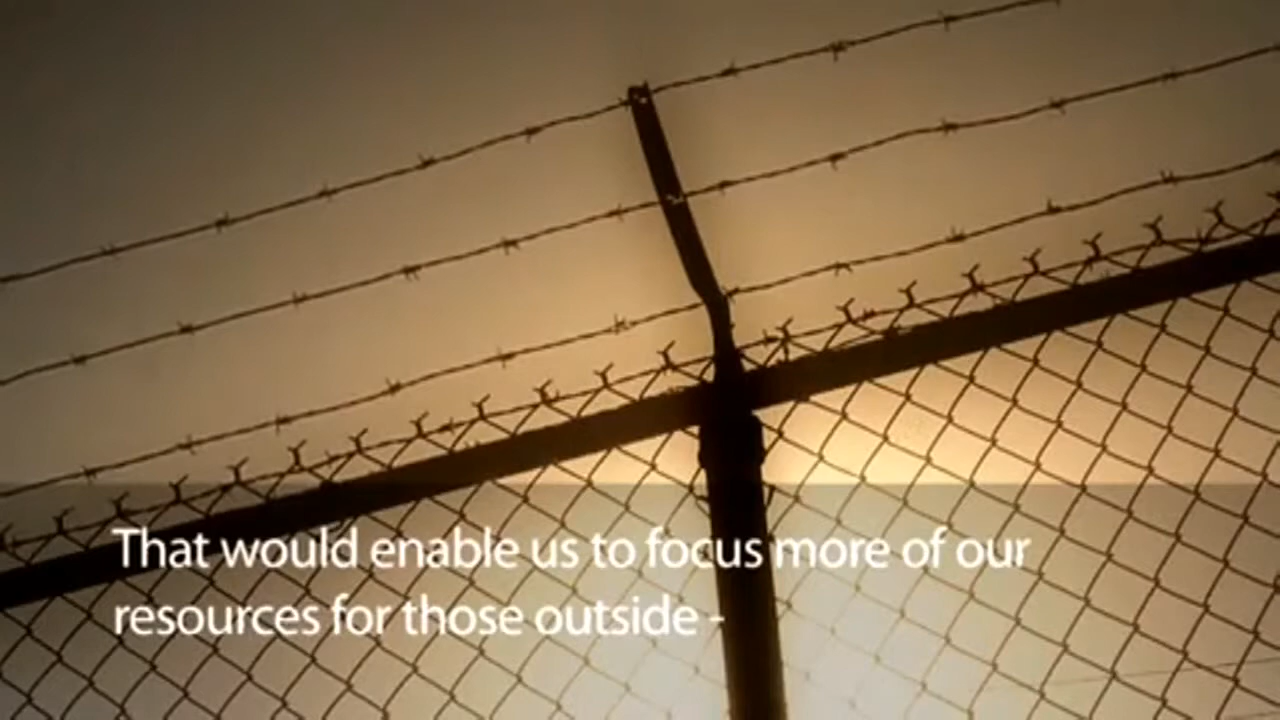 That would enable us to focus more of our
resources for those outside -